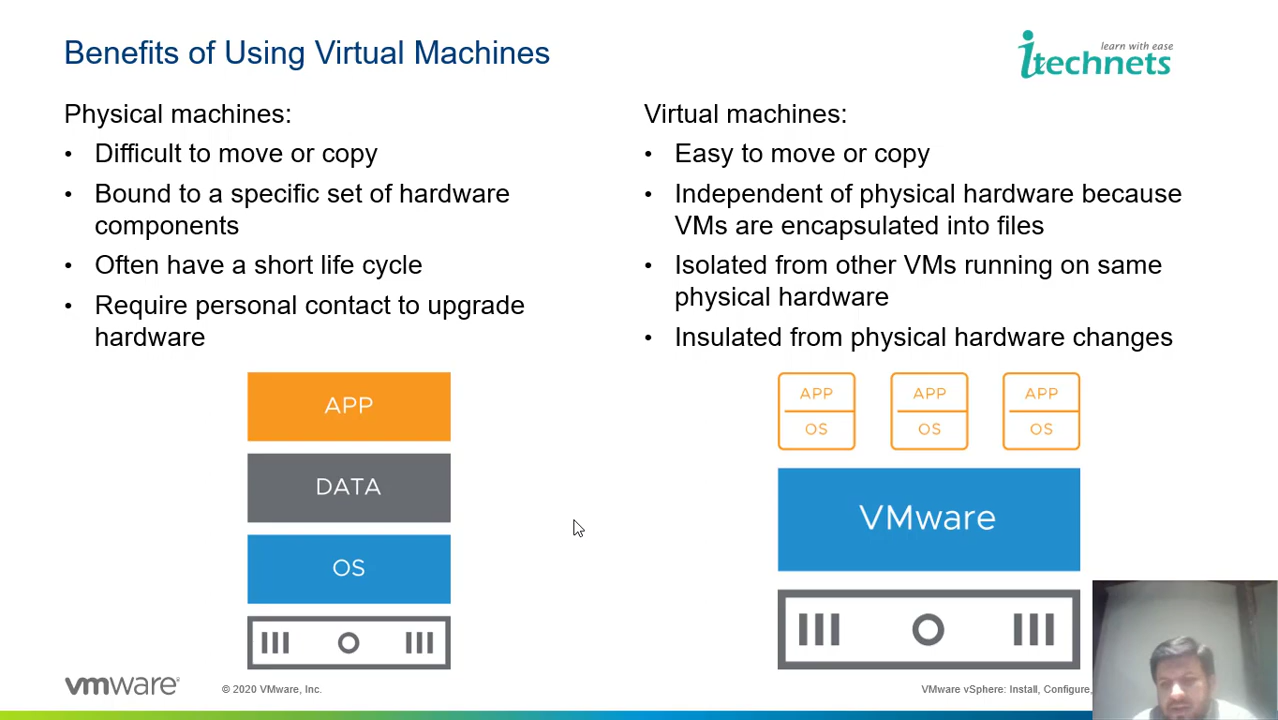 Benefits of Using Virtual Machines
learn with ease
itechnets
Physical machines:
• Difficult to move or copy
• Bound to a specific set of hardware
components
• Often have a short life cycle
• Require personal contact to upgrade
hardware
Virtual machines:
• Easy to move or copy
• Independent of physical hardware because
VMs are encapsulated into files
• Isolated from other VMs running on same
physical hardware
• Insulated from physical hardware changes
APP
DATA
OS
APP APP APP
OS OS OS
VMware
vmware®
© 2020 VMware, Inc.
VMware vSphere: Install, Configure,